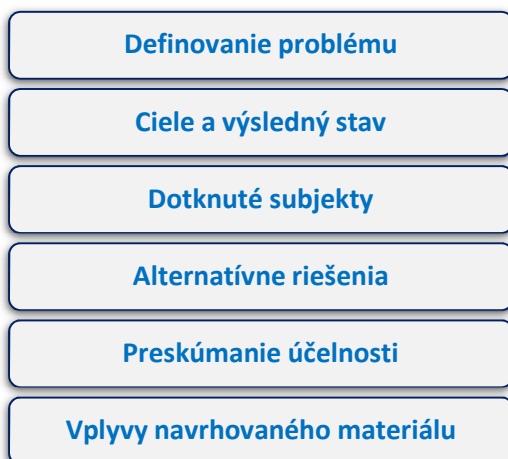 Definovanie problému
Ciele a výsledný stav
Dotknuté subjekty
Alternatívne riešenia
Preskúmanie účelnosti
Vplyvy navrhovaného materiálu